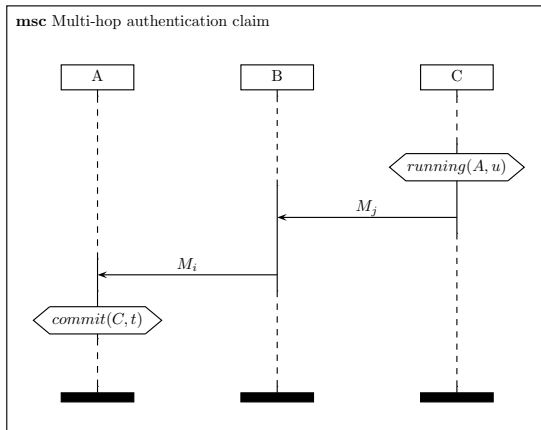 msc Multi-hop authentication claim
A
B
C
running(A, u)
M_j
M_i
commit(C, t)